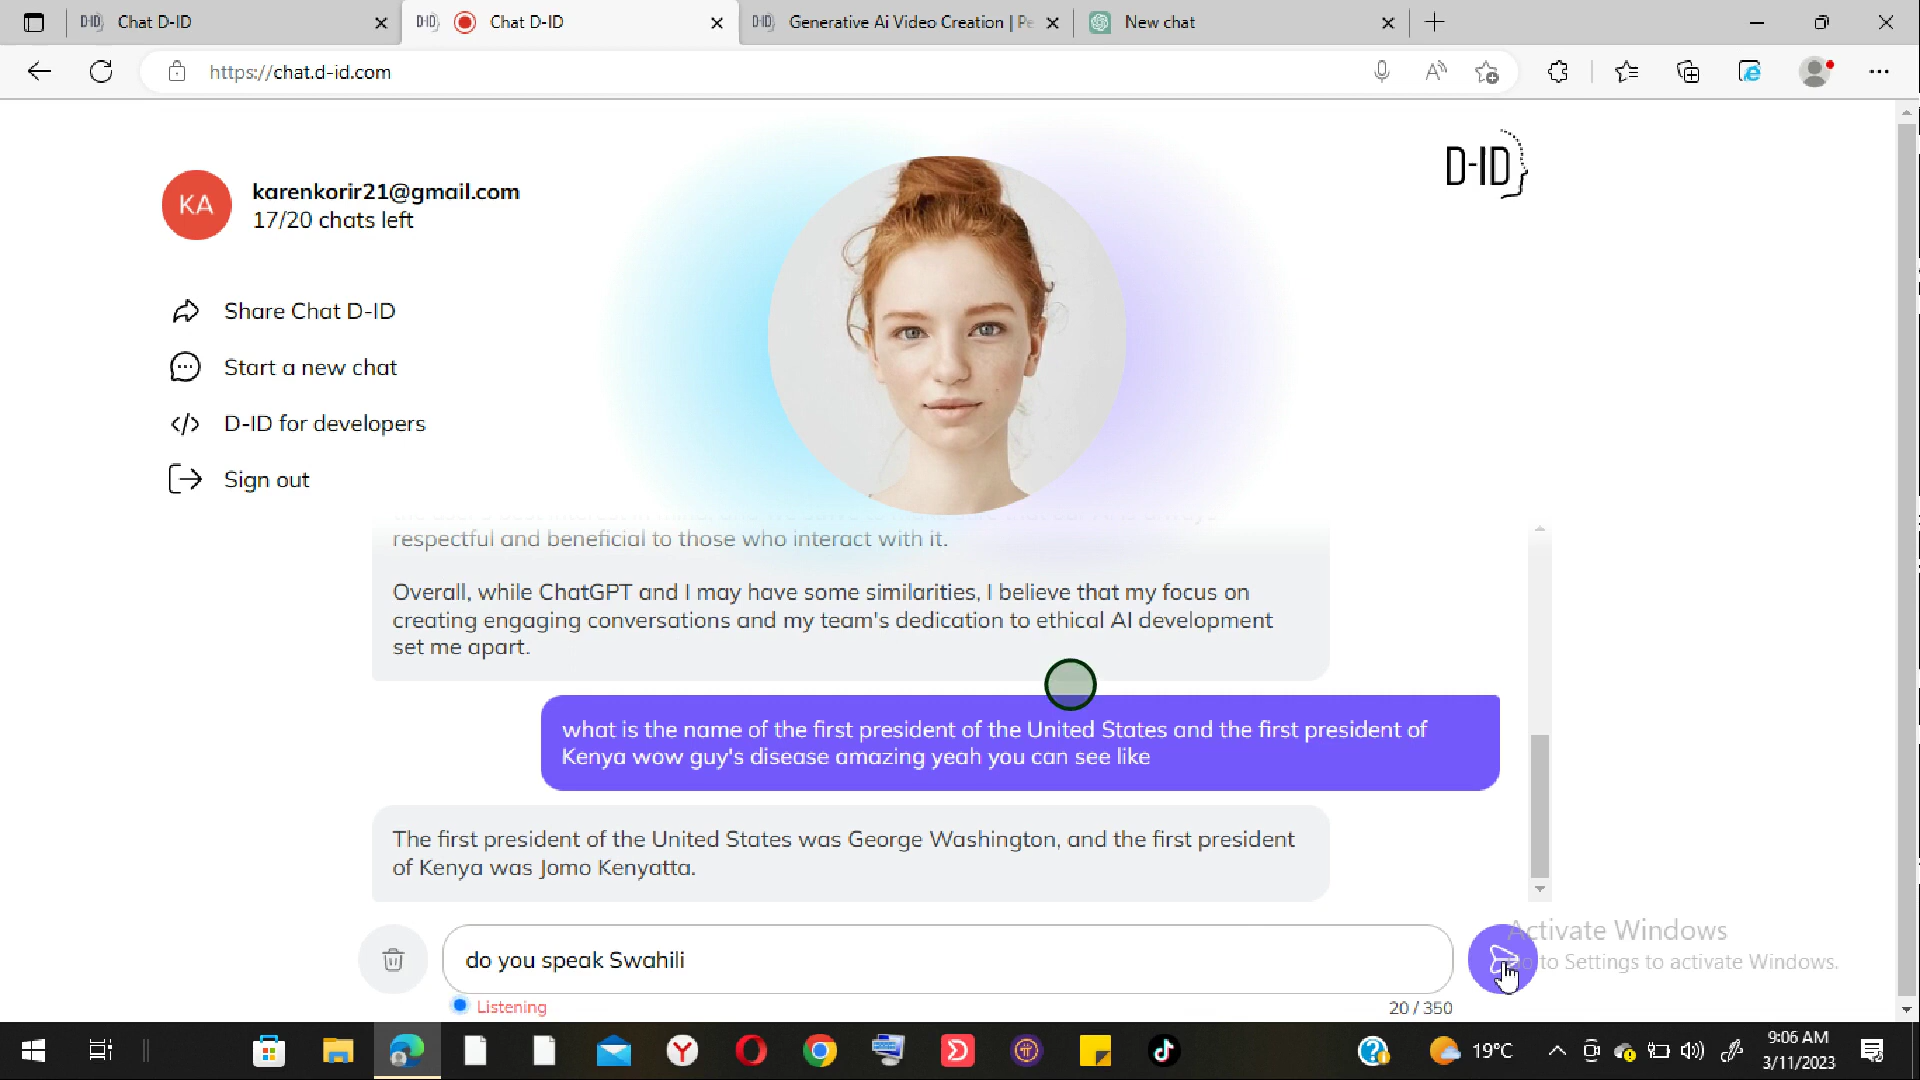 Chat D-ID
Chat D-ID
Generative Ai Video Creation | Pe
New chat
https://chat.d-id.com
D-ID
KA
karenkorir21@gmail.com
17/20 chats left
Share Chat D-ID
Start a new chat
D-ID for developers
Sign out
respectful and beneficial to those who interact with it.
Overall, while ChatGPT and I may have some similarities, I believe that my focus on
creating engaging conversations and my team's dedication to ethical AI development
set me apart.
what is the name of the first president of the United States and the first president of
Kenya wow guy's disease amazing yeah you can see like
The first president of the United States was George Washington, and the first president
of Kenya was Jomo Kenyatta.
do you speak Swahili
Listening
20 / 350
Activate Windows
Go to Settings to activate Windows.
19°C
9:06 AM
3/11/2023